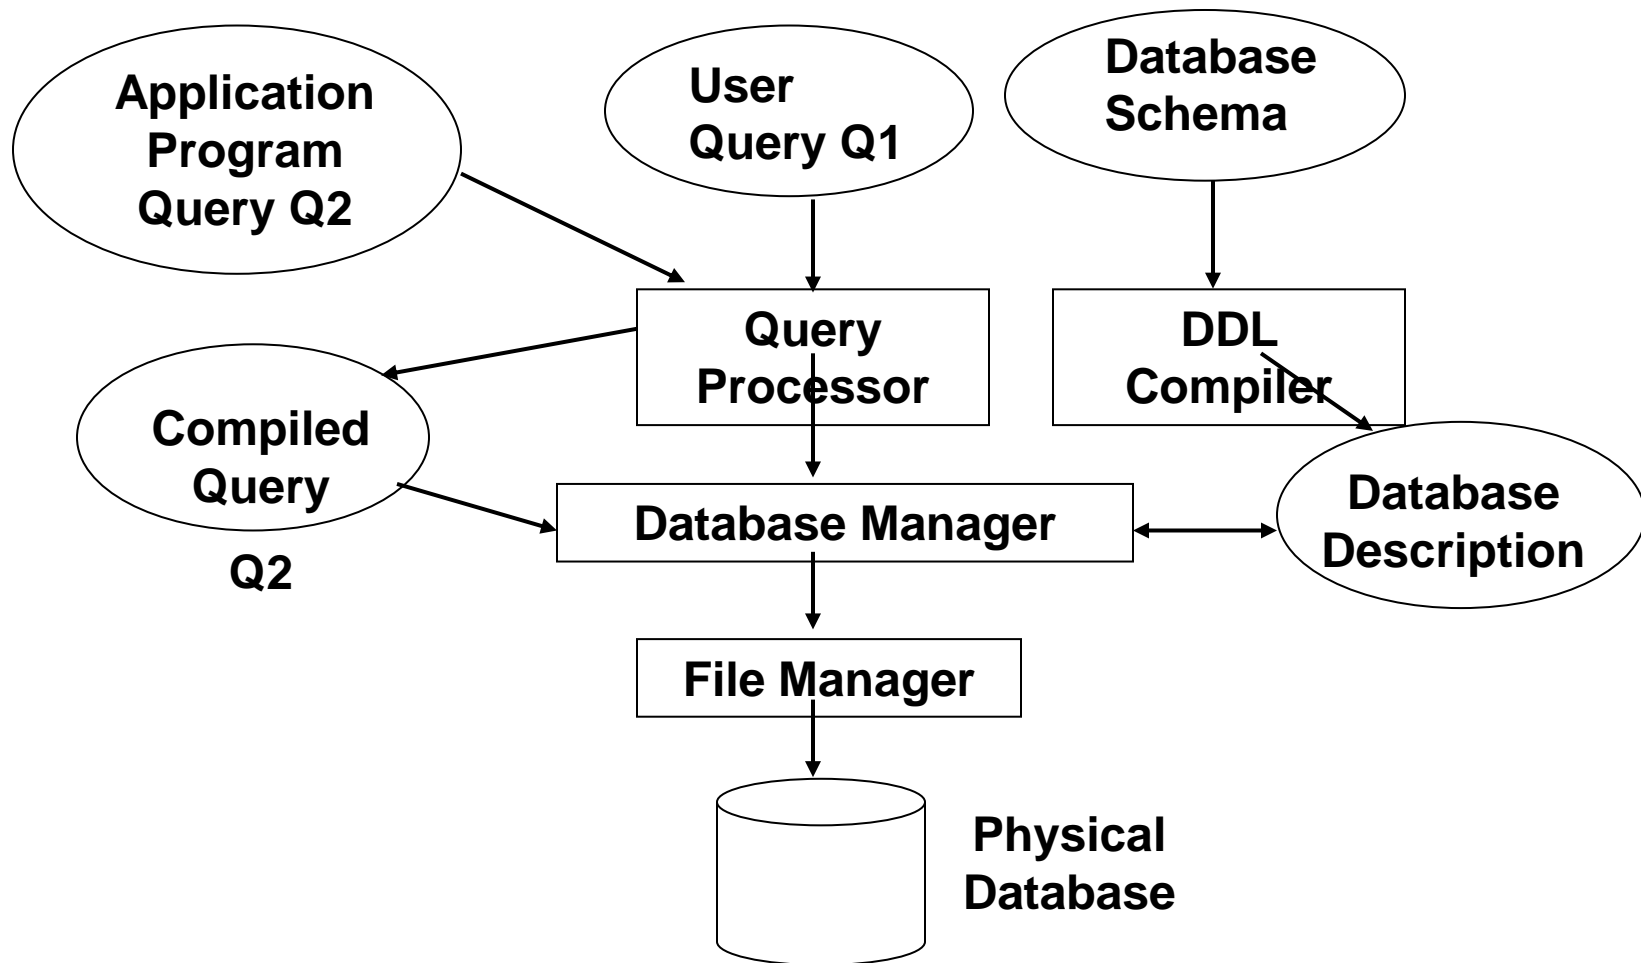 Application
Program
Query Q2
User
Query Q1
Database
Schema
Query
Processor
DDL
Compiler
Compiled
Query
Q2
Database Manager
Database
Description
File Manager
Physical
Database